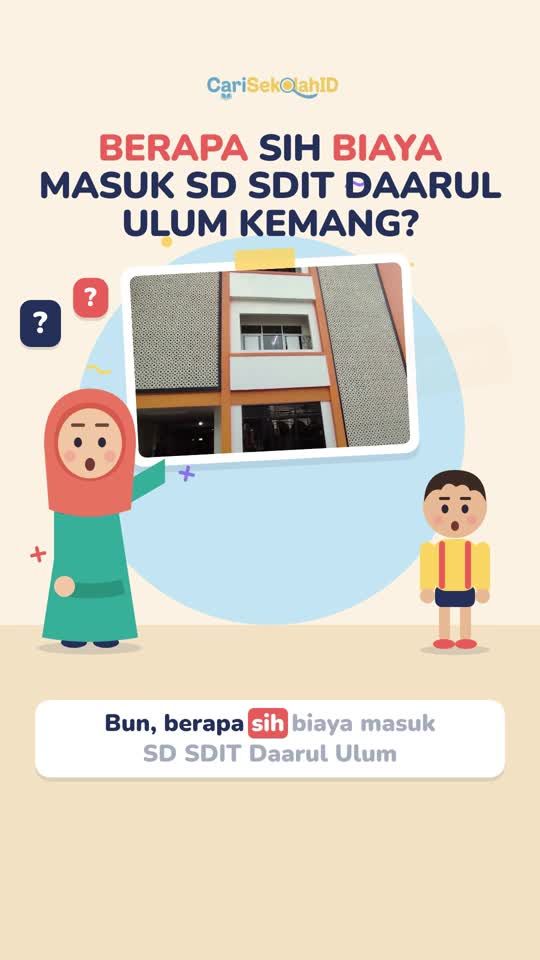 CariSekolahID
BERAPA SIH BIAYA
MASUK SD SDIT DAARUL
ULUM KEMANG?
?
?
Bun, berapa sih biaya masuk
SD SDIT Daarul Ulum